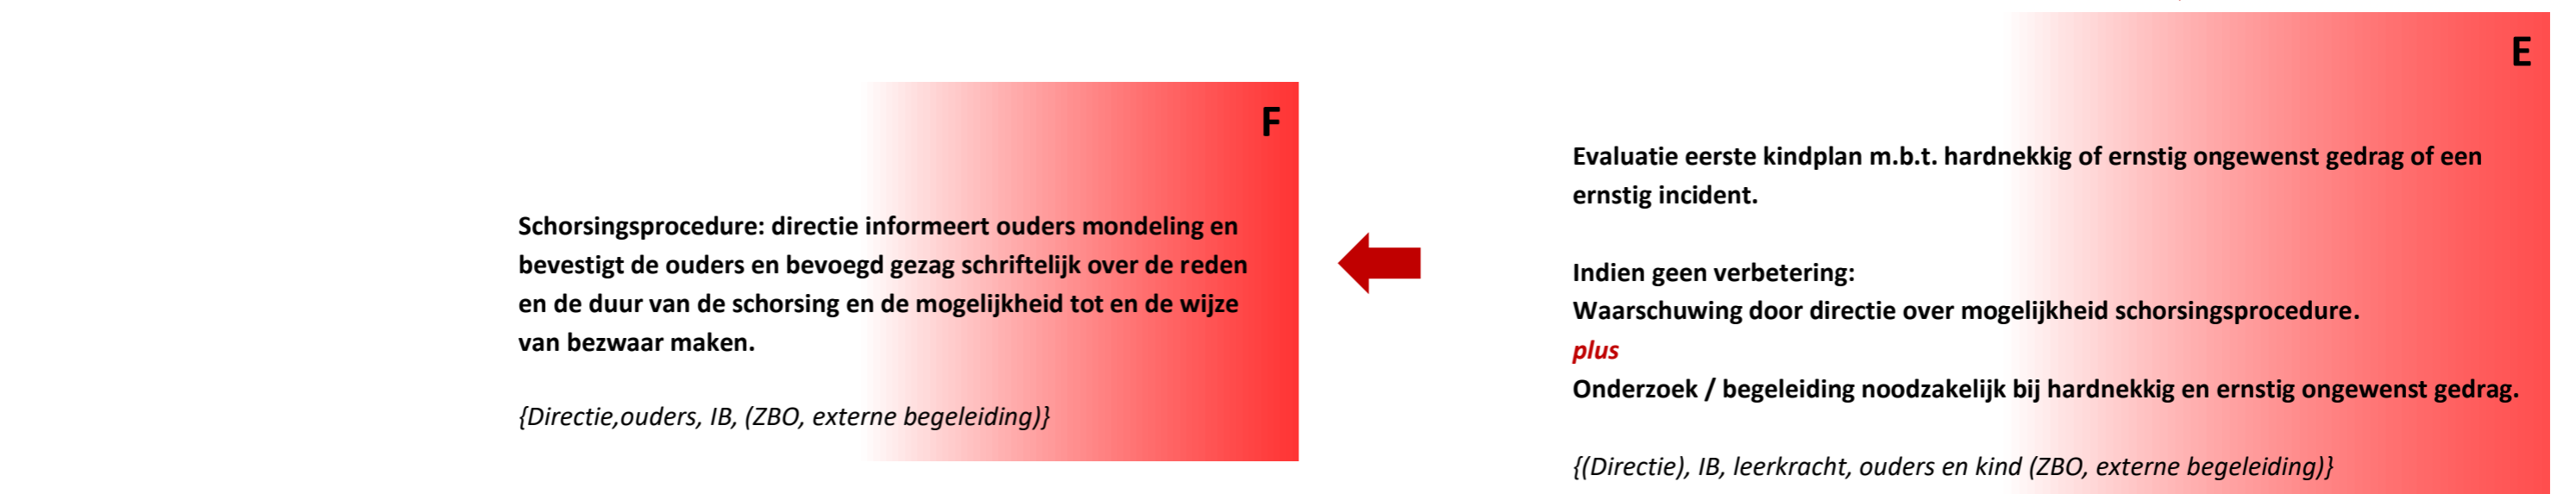 E
Evaluatie eerste kindplan m.b.t. hardnekkig of ernstig ongewenst gedrag of een
ernstig incident.
Indien geen verbetering:
Waarschuwing door directie over mogelijkheid schorsingsprocedure.
plus
Onderzoek / begeleiding noodzakelijk bij hardnekkig en ernstig ongewenst gedrag.
{(Directie), IB, leerkracht, ouders en kind (ZBO, externe begeleiding)}
F
Schorsingsprocedure: directie informeert ouders mondeling en
bevestigt de ouders en bevoegd gezag schriftelijk over de reden
en de duur van de schorsing en de mogelijkheid tot en de wijze
van bezwaar maken.
{Directie,ouders, IB, (ZBO, externe begeleiding)}